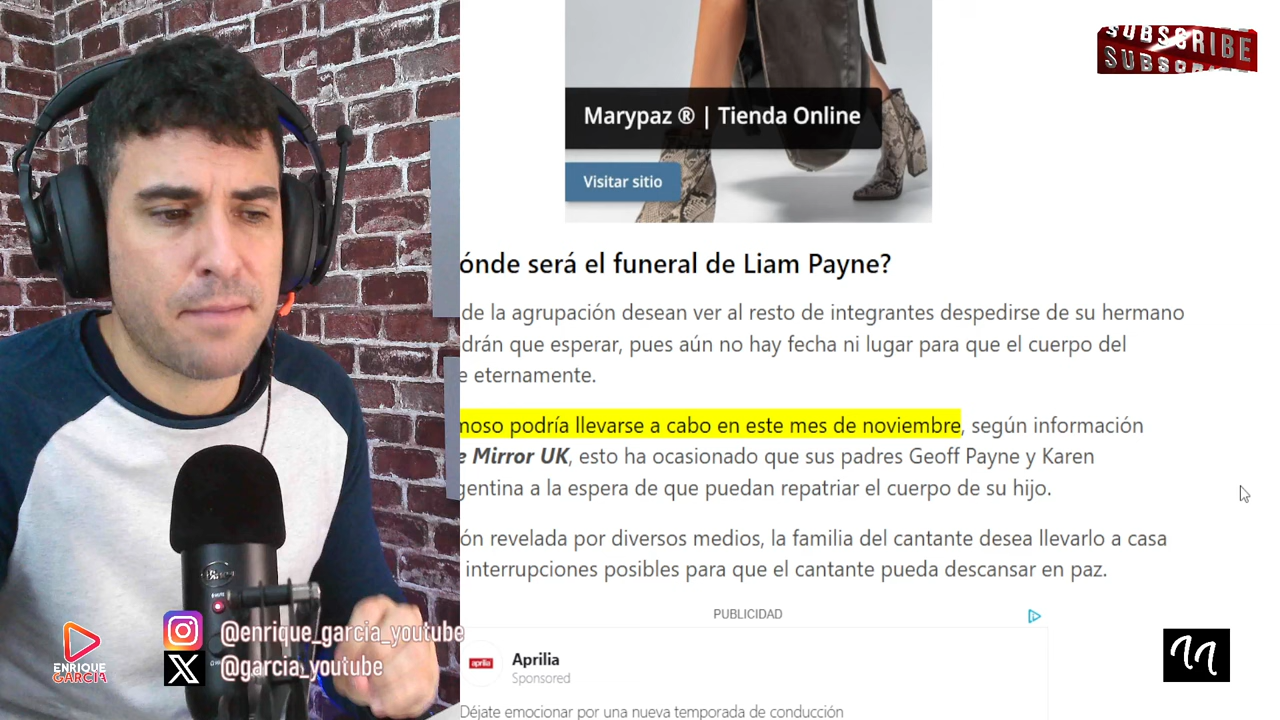 SUBSCRIBE
SUBSCRIBE
Marypaz ® | Tienda Online
Visitar sitio
ónde será el funeral de Liam Payne?
de la agrupación desean ver al resto de integrantes despedirse de su hermano
drán que esperar, pues aún no hay fecha ni lugar para que el cuerpo del
e eternamente.
moso podría llevarse a cabo en este mes de noviembre, según información
e Mirror UK, esto ha ocasionado que sus padres Geoff Payne y Karen
gentina a la espera de que puedan repatriar el cuerpo de su hijo.
ón revelada por diversos medios, la familia del cantante desea llevarlo a casa
interrupciones posibles para que el cantante pueda descansar en paz.
PUBLICIDAD
aprilia
Aprilia
Sponsored
Déjate emocionar por una nueva temporada de conducción
Blue
@enrique_garcia_youtube
@garcia_youtube
ENRIQUE
GARCIA